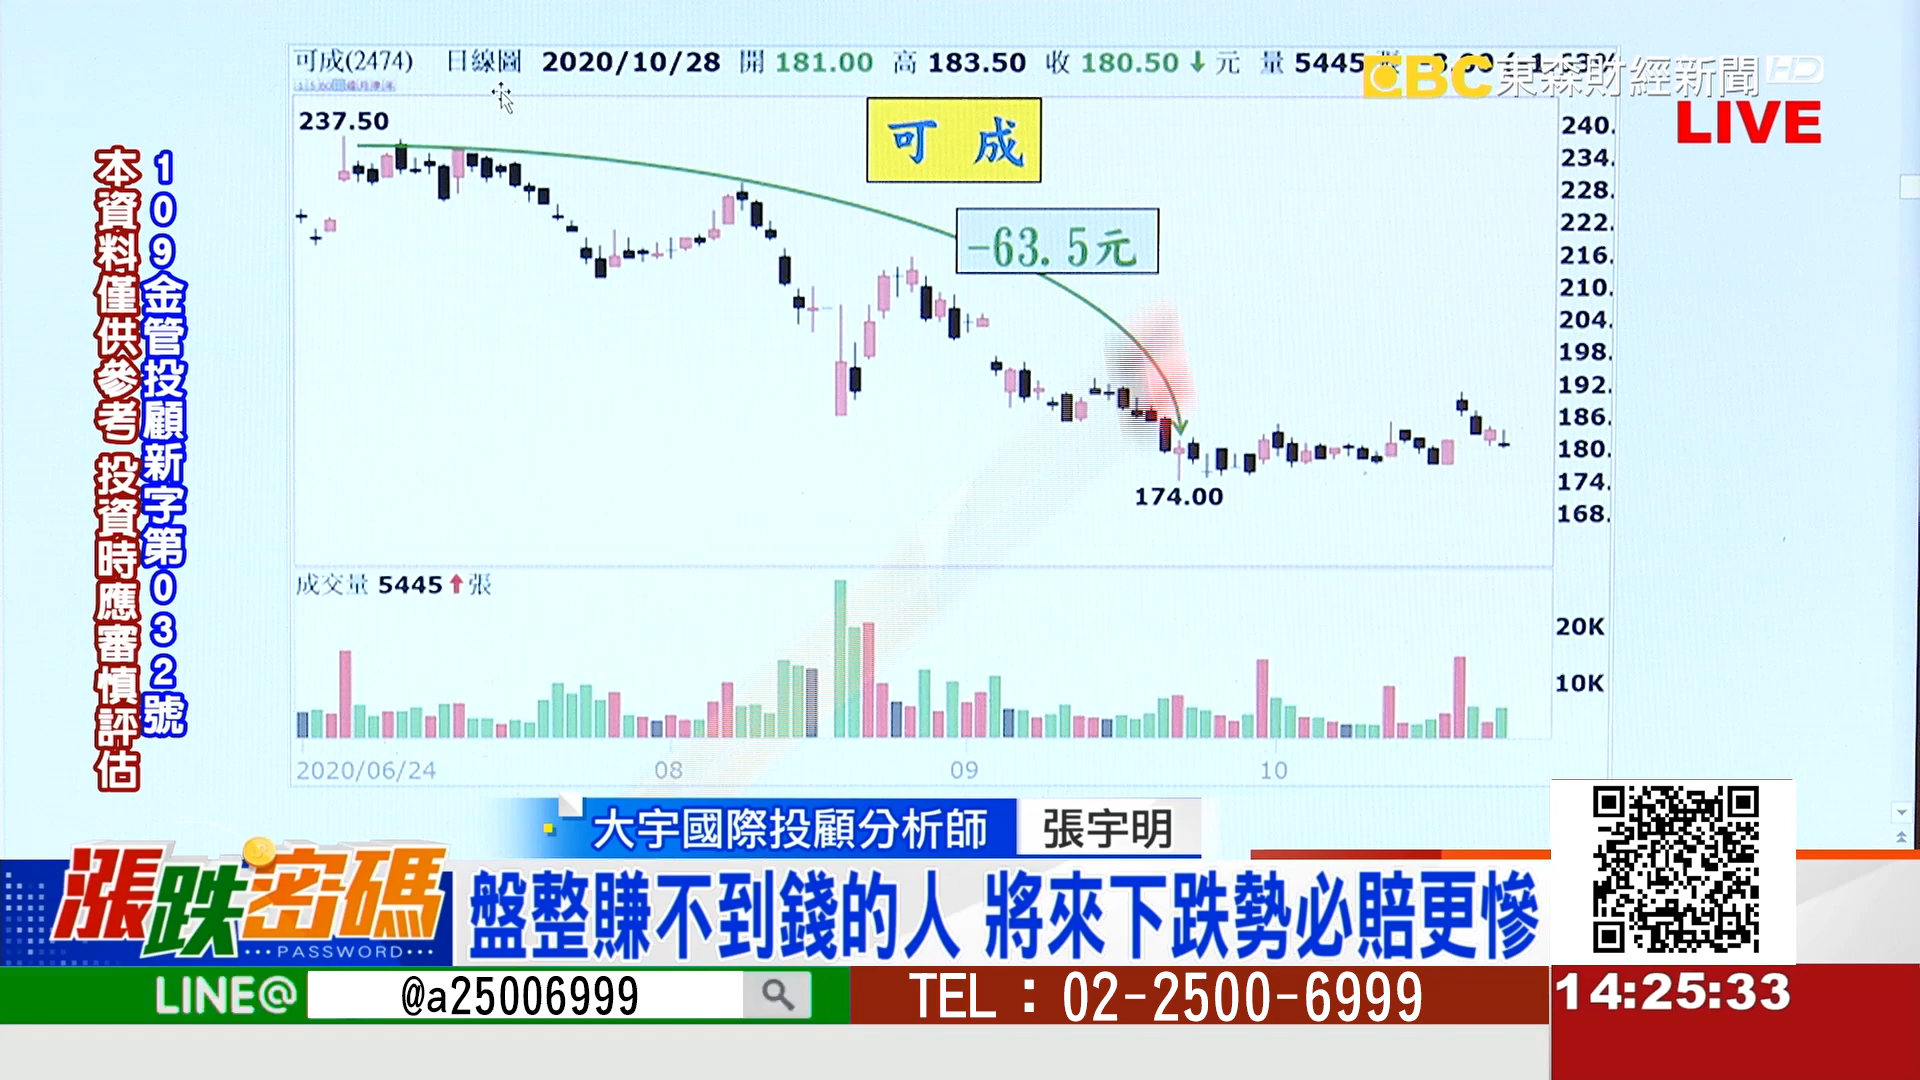 可成(2474) 日線圖 2020/10/28 開 181.00 高 183.50 收 180.50↓元 量 5445
EBC 東森財經新聞 HD
LIVE
237.50
可 成
-63.5元
174.00
240.
234.
228.
222.
216.
210.
204.
198.
192.
186.
180.
174.
168.
成交量 5445↑張
20K
10K
2020/06/24 08 09 10
109金管投顧新字第032號
本資料僅供參考 投資時應審慎評估
大宇國際投顧分析師 張宇明
漲跌密碼
PASSWORD
盤整賺不到錢的人 將來下跌勢必賠更慘
LINE@ @a25006999
TEL：02-2500-6999
14:25:33